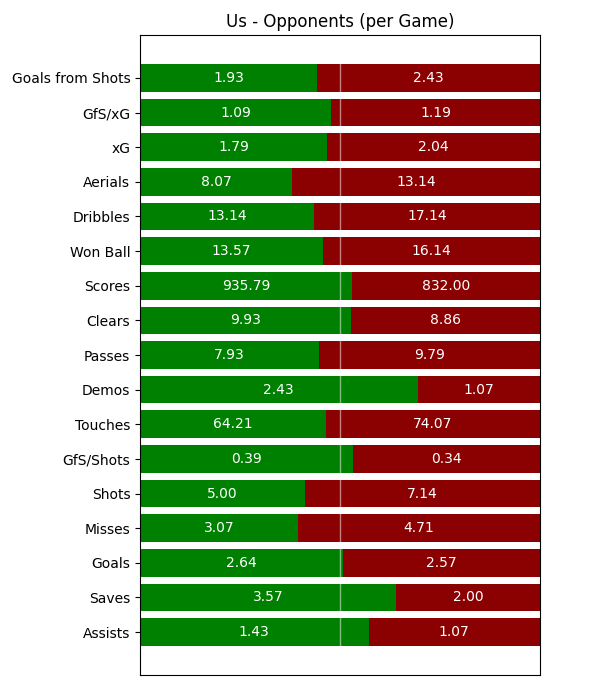 Us - Opponents (per Game)
Goals from Shots 1.93 2.43
GfS/xG 1.09 1.19
xG 1.79 2.04
Aerials 8.07 13.14
Dribbles 13.14 17.14
Won Ball 13.57 16.14
Scores 935.79 832.00
Clears 9.93 8.86
Passes 7.93 9.79
Demos 2.43 1.07
Touches 64.21 74.07
GfS/Shots 0.39 0.34
Shots 5.00 7.14
Misses 3.07 4.71
Goals 2.64 2.57
Saves 3.57 2.00
Assists 1.43 1.07